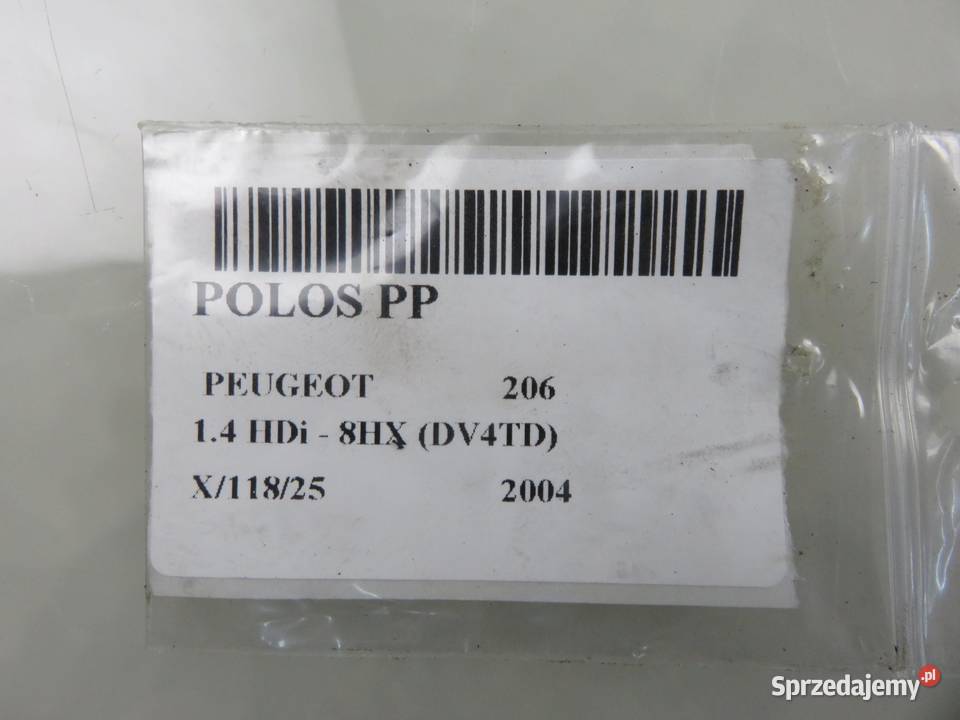 POLOS PP
PEUGEOT 206
1.4 HDi - 8HX (DV4TD)
X/118/25 2004
Sprzedajemy.pl